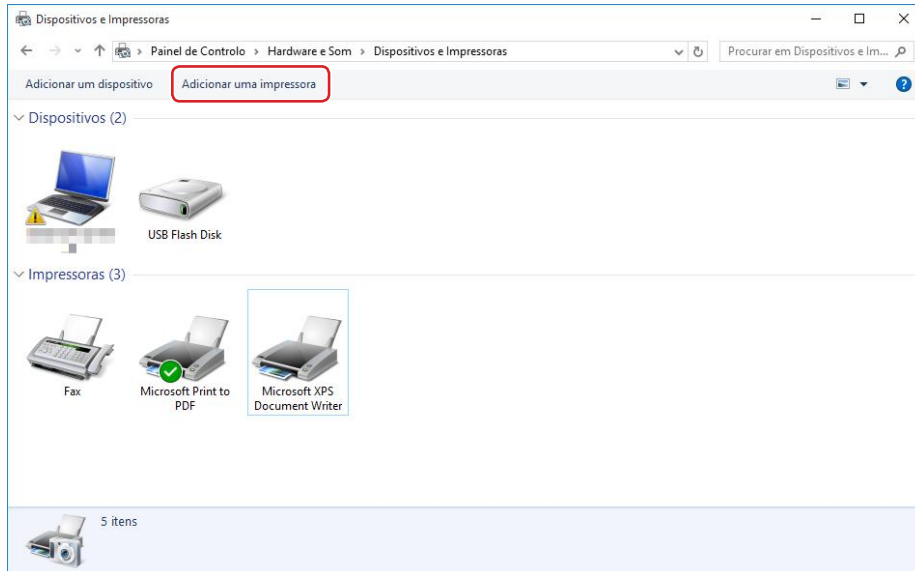 Dispositivos e Impressoras
Painel de Controlo > Hardware e Som > Dispositivos e Impressoras
Procurar em Dispositivos e Im...
Adicionar um dispositivo
Adicionar uma impressora
Dispositivos (2)
USB Flash Disk
Impressoras (3)
Fax
Microsoft Print to
PDF
Microsoft XPS
Document Writer
5 itens